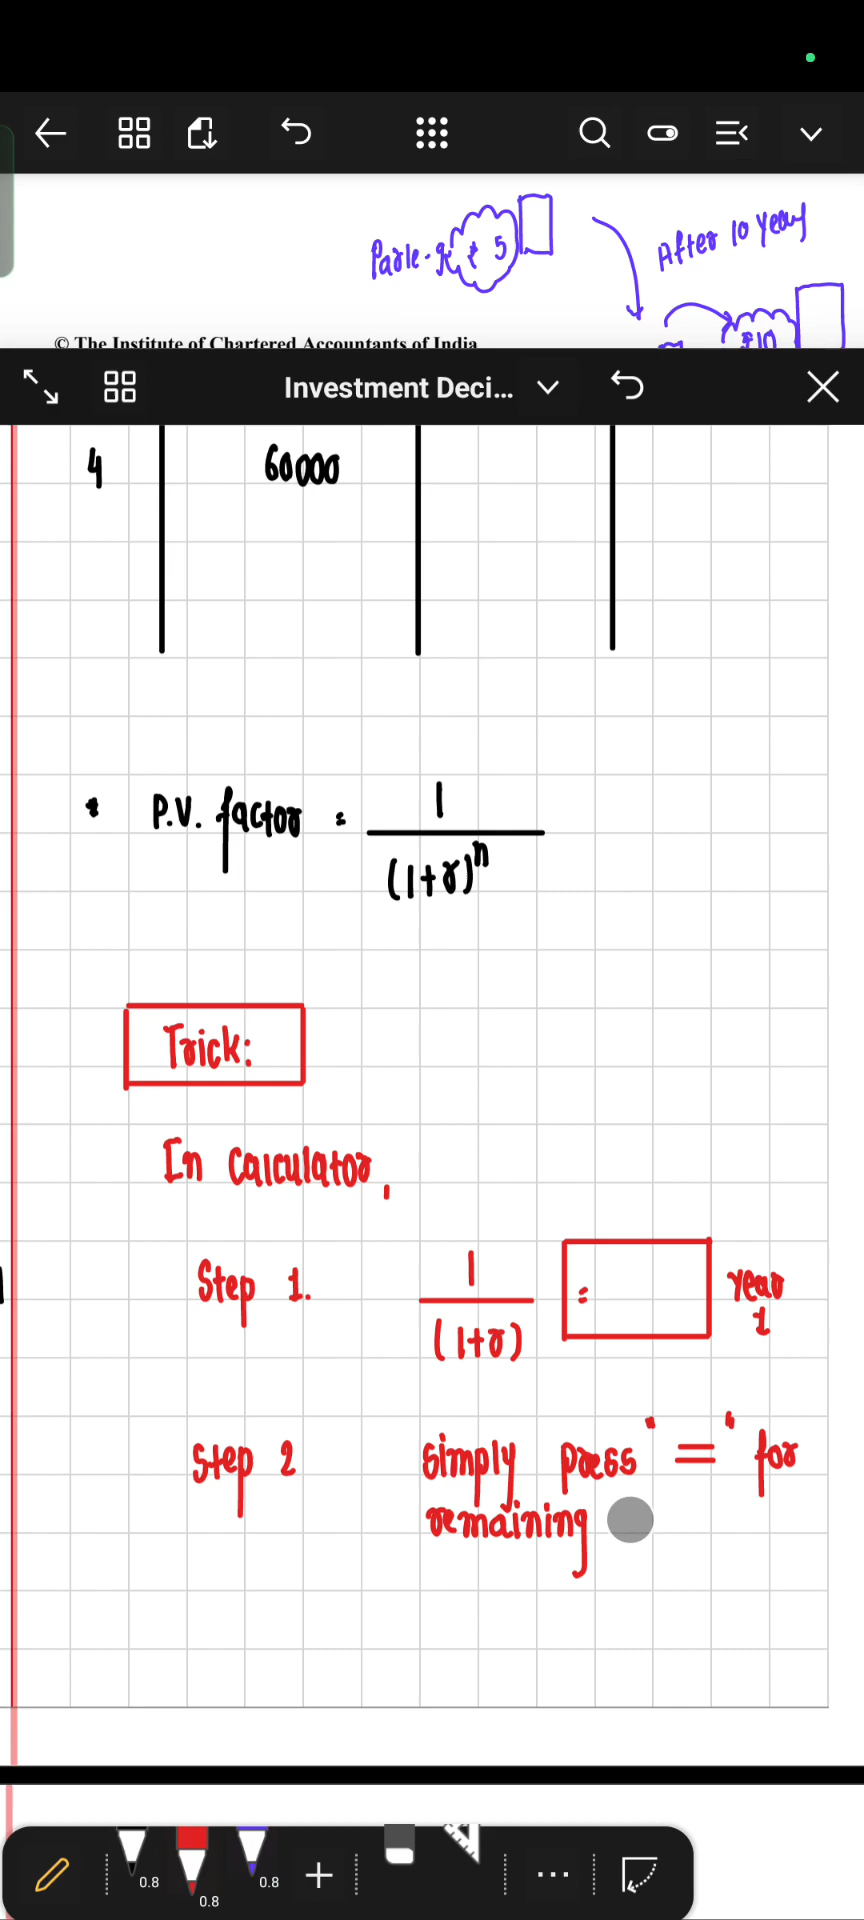 Parle-g ₹ 5
After 10 years
₹10
© The Institute of Chartered Accountants of India
Investment Deci...
4 60000
* P.V. factor = 1
(1+r)^n
Trick:
In Calculator,
Step 1. 1 = Year
(1+r) 1
Step 2 Simply press "=" for
remaining
0.8 0.8 0.8